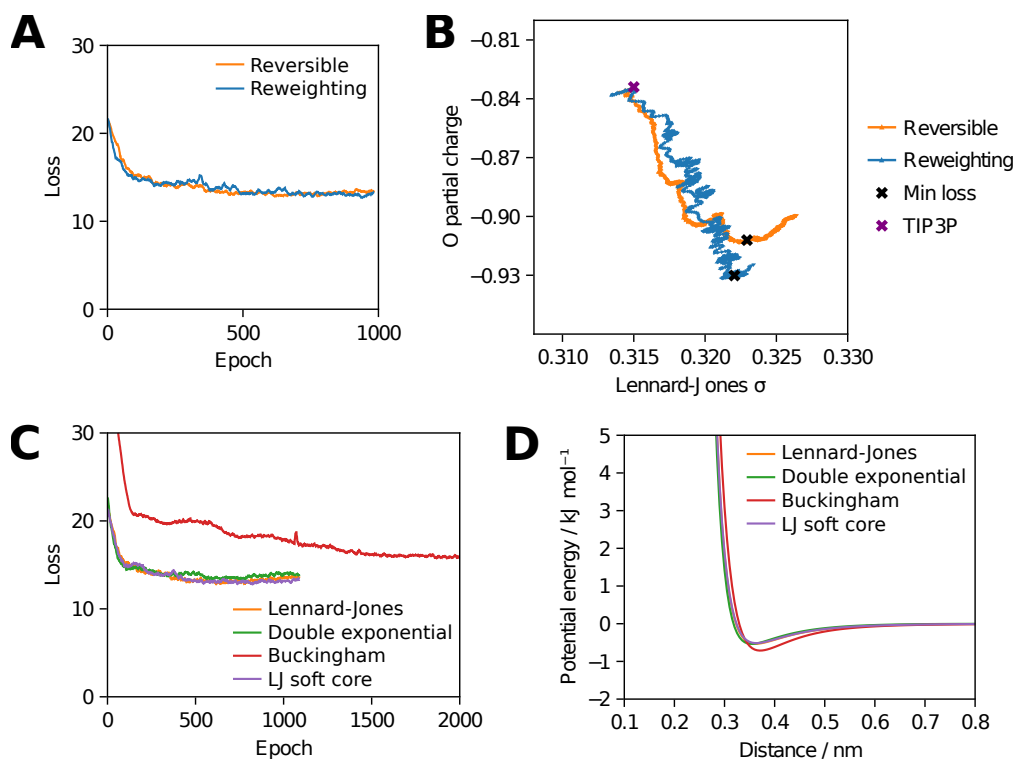 A
30
20
10
0
Loss
0
500
1000
Epoch
Reversible
Reweighting
B
−0.81
−0.84
−0.87
−0.90
−0.93
O partial charge
0.310
0.315
0.320
0.325
0.330
Lennard-Jones σ
Reversible
Reweighting
Min loss
TIP3P
C
30
20
10
0
Loss
0
500
1000
1500
2000
Epoch
Lennard-Jones
Double exponential
Buckingham
LJ soft core
D
5
4
3
2
1
0
−1
−2
Potential energy / kJ mol⁻¹
0.1
0.2
0.3
0.4
0.5
0.6
0.7
0.8
Distance / nm
Lennard-Jones
Double exponential
Buckingham
LJ soft core